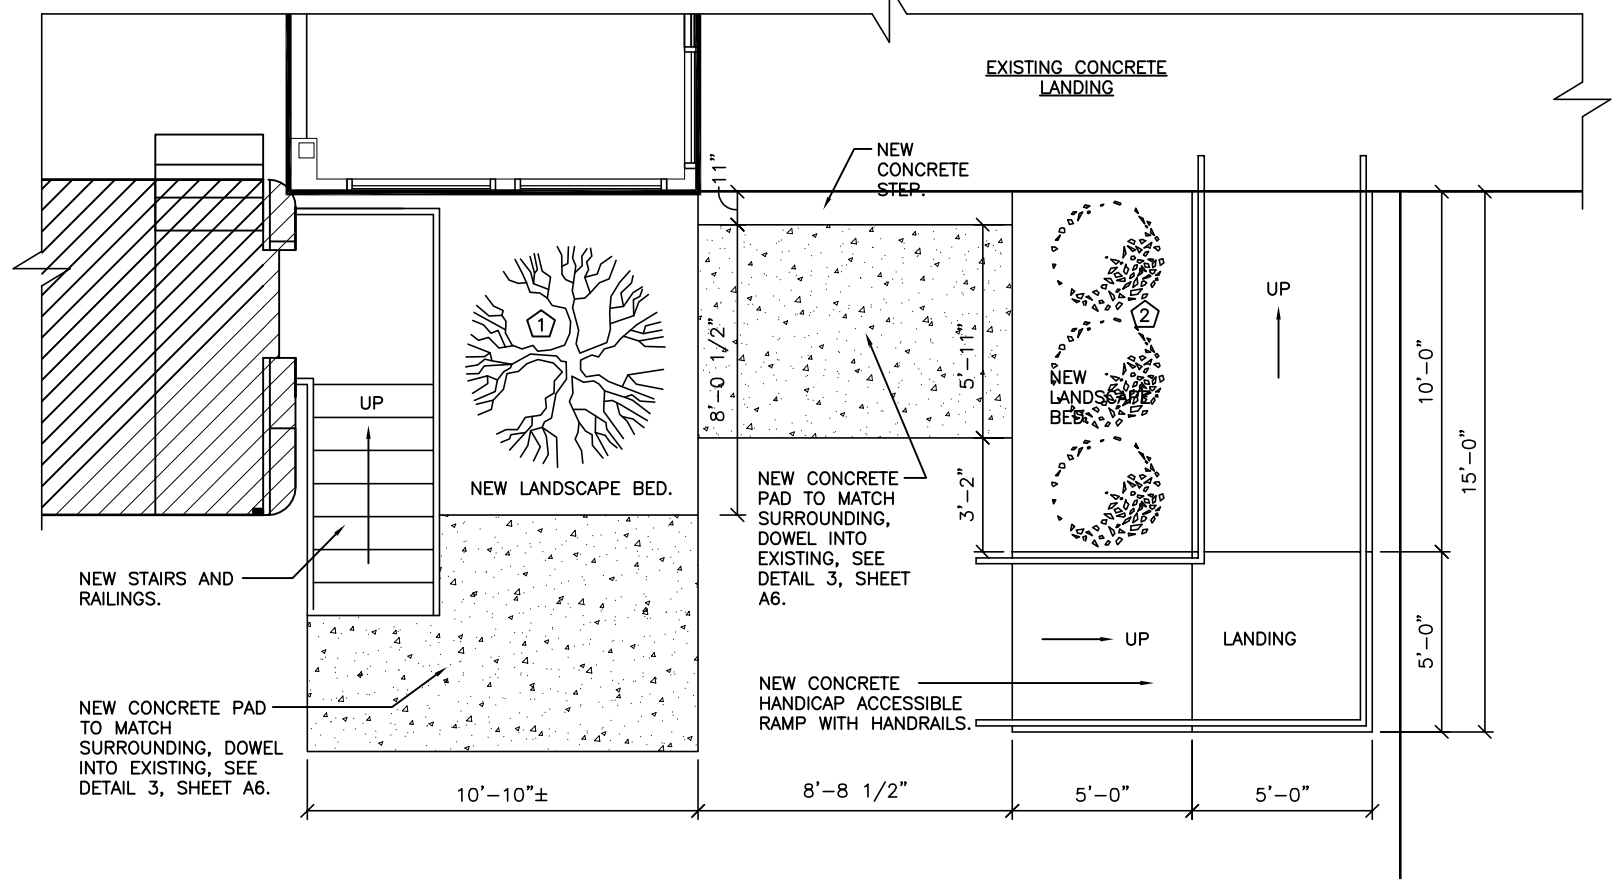 EXISTING CONCRETE
LANDING
NEW
CONCRETE
STEP.
11"
UP
1
2
8'-0 1/2"
5'-11"
NEW
LANDSCAPE
BED.
10'-0"
15'-0"
UP
NEW LANDSCAPE BED.
NEW CONCRETE
PAD TO MATCH
SURROUNDING,
DOWEL INTO
EXISTING, SEE
DETAIL 3, SHEET
A6.
3'-2"
NEW STAIRS AND
RAILINGS.
UP
LANDING
5'-0"
NEW CONCRETE
HANDICAP ACCESSIBLE
RAMP WITH HANDRAILS.
NEW CONCRETE PAD
TO MATCH
SURROUNDING, DOWEL
INTO EXISTING, SEE
DETAIL 3, SHEET A6.
10'-10"±
8'-8 1/2"
5'-0"
5'-0"